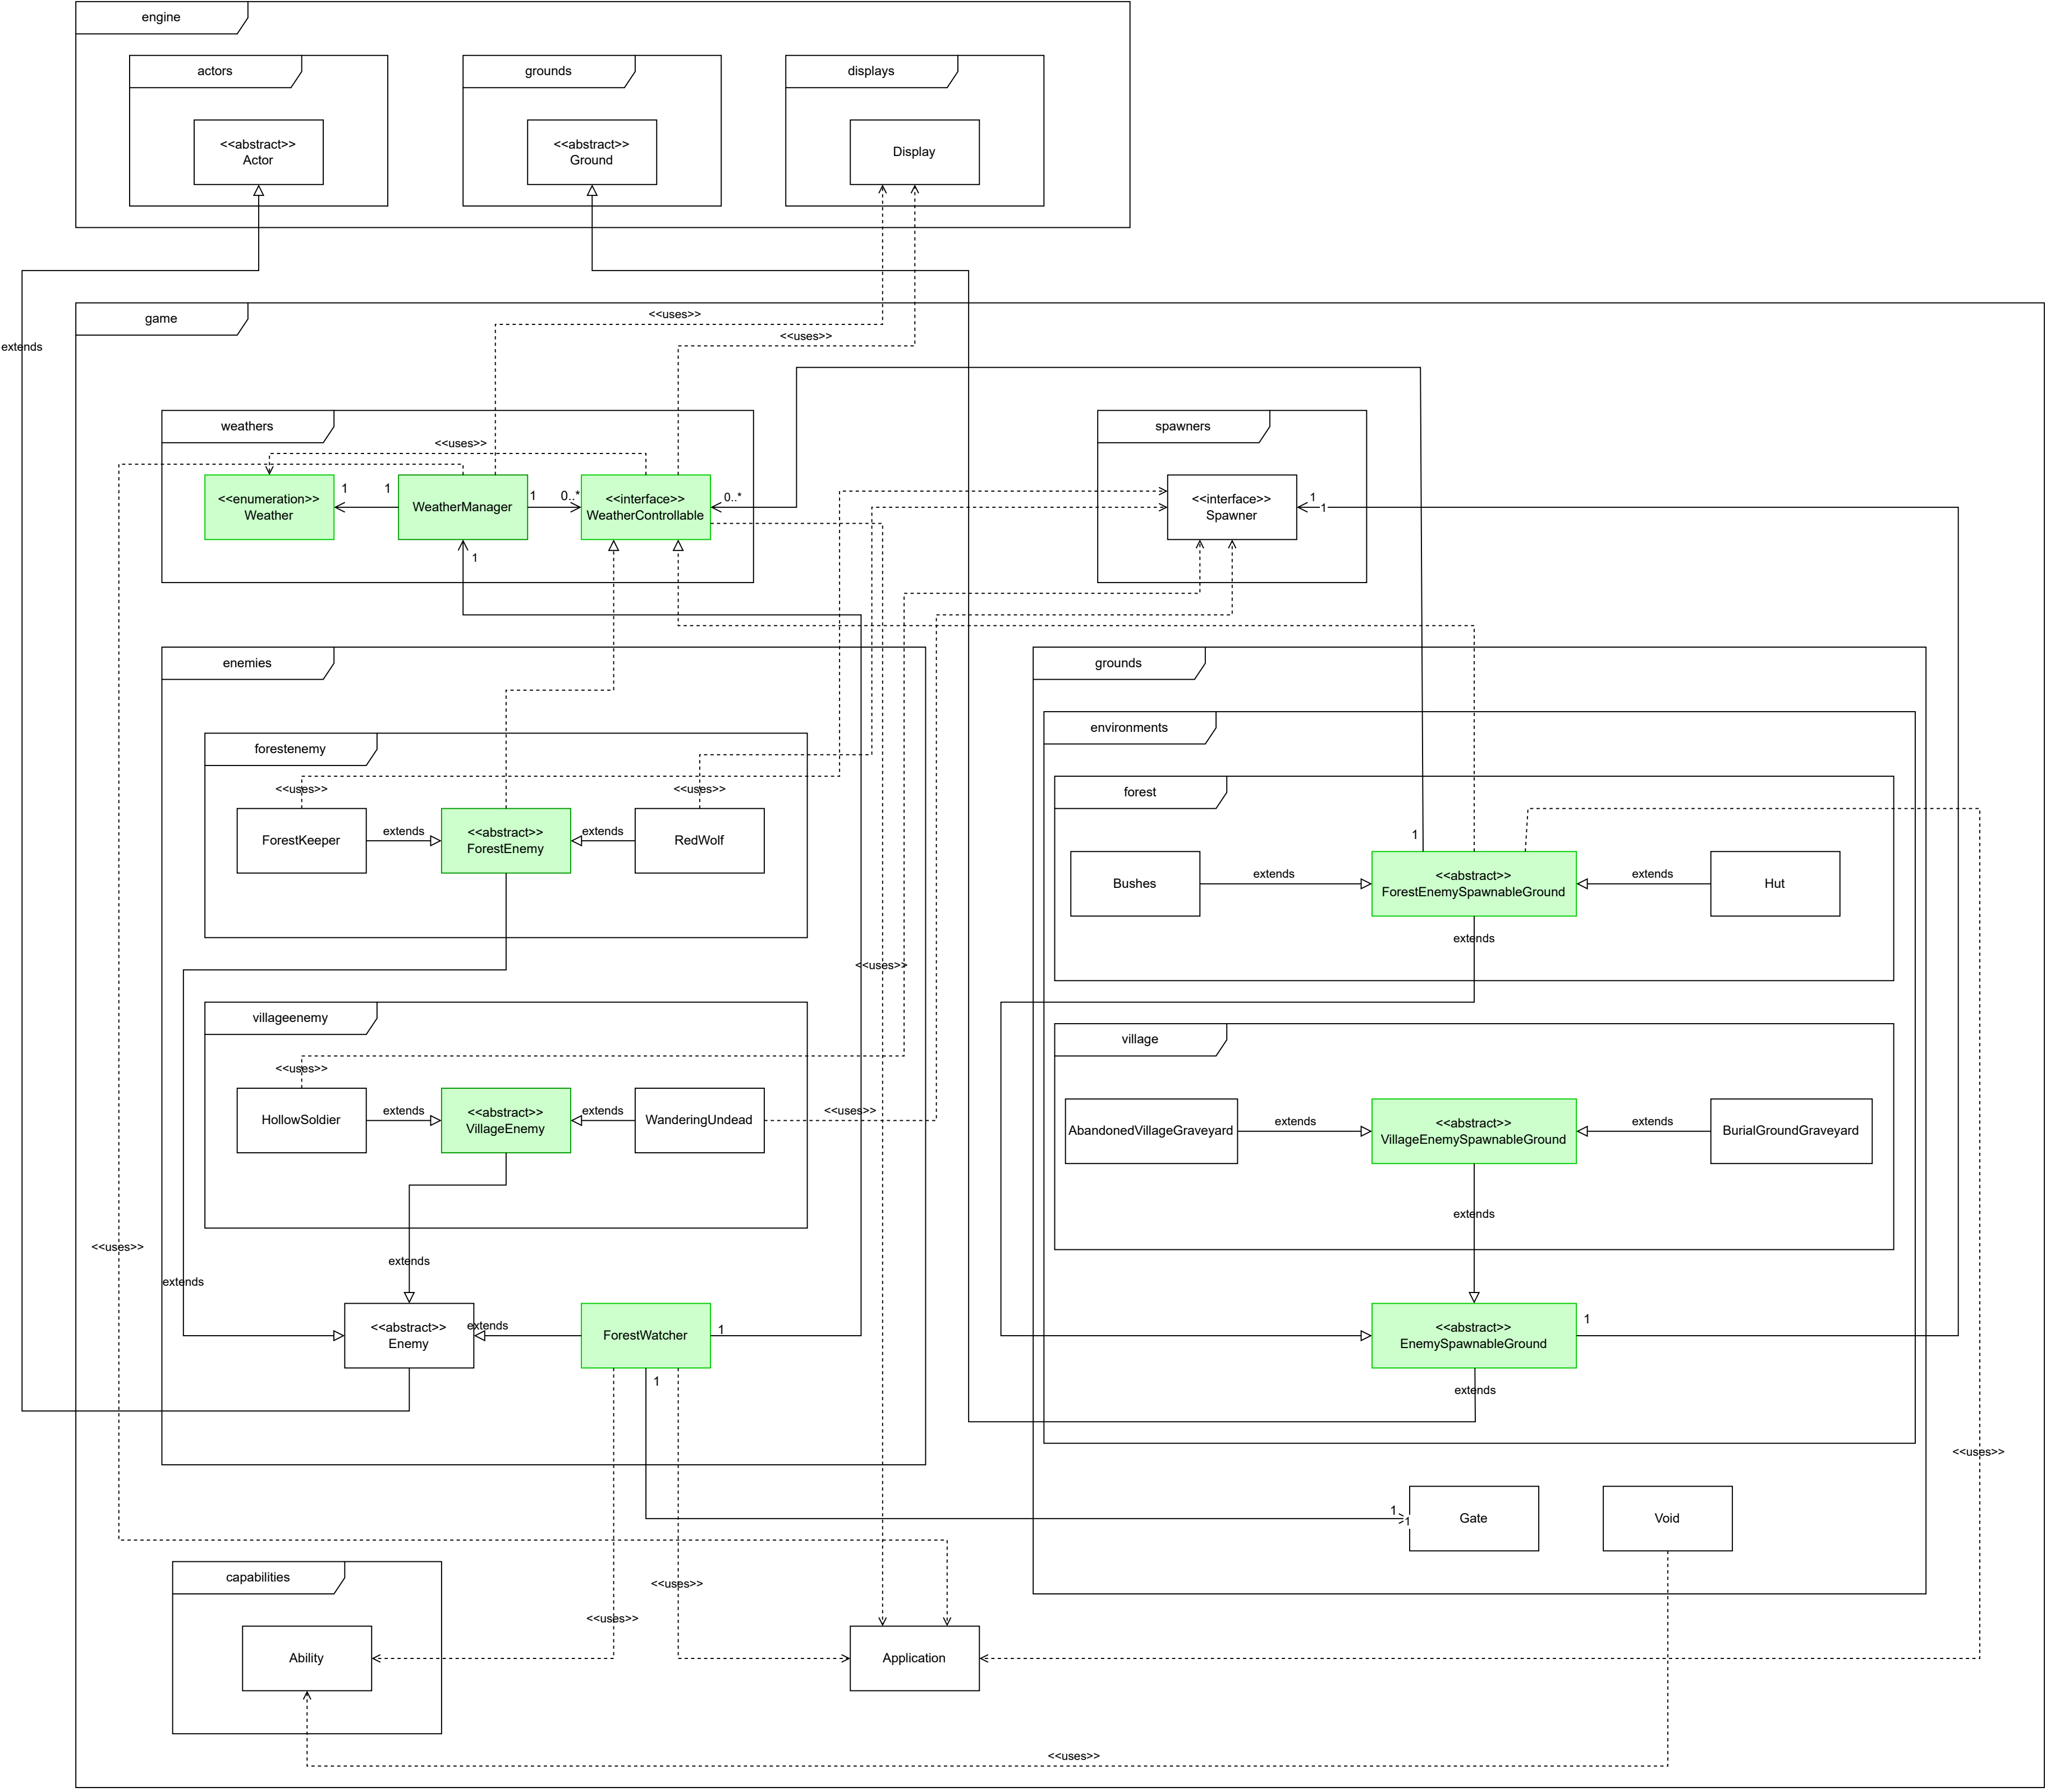 engine
actors
grounds
displays
<<abstract>>
Actor
<<abstract>>
Ground
Display
game
<<uses>>
<<uses>>
extends
weathers
spawners
<<uses>>
<<enumeration>>
Weather
1
1
WeatherManager
1
0..*
<<interface>>
WeatherControllable
0..*
<<interface>>
Spawner
1
1
1
enemies
grounds
environments
forestenemy
forest
<<uses>>
<<uses>>
ForestKeeper
extends
<<abstract>>
ForestEnemy
extends
RedWolf
1
Bushes
extends
<<abstract>>
ForestEnemySpawnableGround
extends
Hut
extends
<<uses>>
villageenemy
village
<<uses>>
HollowSoldier
extends
<<abstract>>
VillageEnemy
extends
WanderingUndead
<<uses>>
AbandonedVillageGraveyard
extends
<<abstract>>
VillageEnemySpawnableGround
extends
BurialGroundGraveyard
extends
<<uses>>
extends
extends
<<abstract>>
Enemy
extends
ForestWatcher
1
1
<<abstract>>
EnemySpawnableGround
1
extends
<<uses>>
1
1
Gate
Void
capabilities
<<uses>>
<<uses>>
Ability
Application
<<uses>>